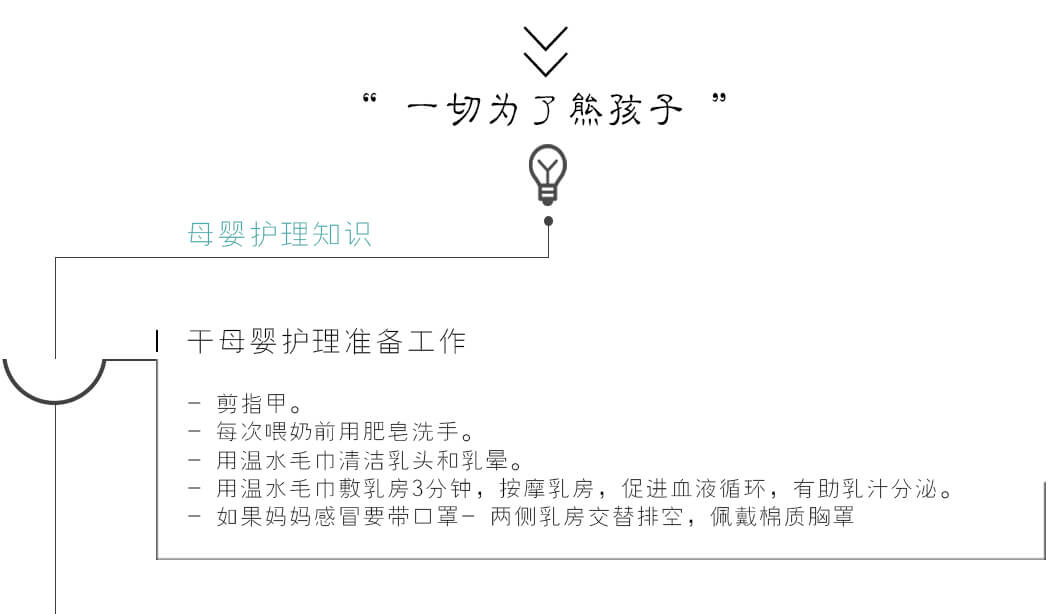 “ 一切为了熊孩子 ”
母婴护理知识
干母婴护理准备工作
- 剪指甲。
- 每次喂奶前用肥皂洗手。
- 用温水毛巾清洁乳头和乳晕。
- 用温水毛巾敷乳房3分钟，按摩乳房，促进血液循环，有助乳汁分泌。
- 如果妈妈感冒要带口罩- 两侧乳房交替排空，佩戴棉质胸罩